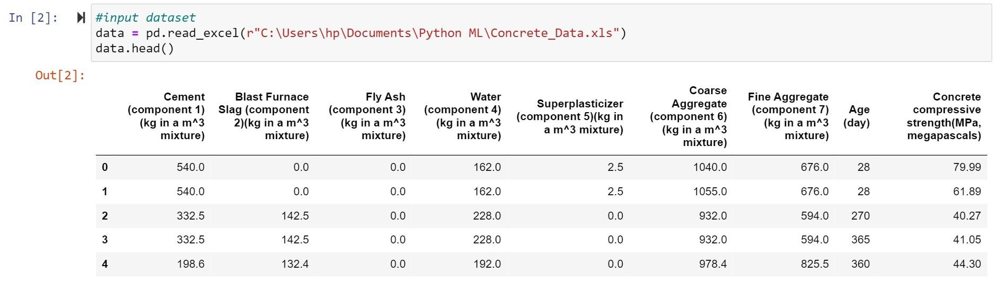 In [2]:
#input dataset
data = pd.read_excel(r"C:\Users\hp\Documents\Python ML\Concrete_Data.xls")
data.head()
Out[2]:
Cement
(component 1)
(kg in a m^3
mixture)
Blast Furnace
Slag (component
2)(kg in a m^3
mixture)
Fly Ash
(component 3)
(kg in a m^3
mixture)
Water
(component 4)
(kg in a m^3
mixture)
Superplasticizer
(component 5)(kg in
a m^3 mixture)
Coarse
Aggregate
(component 6)
(kg in a m^3
mixture)
Fine Aggregate
(component 7)
(kg in a m^3
mixture)
Age
(day)
Concrete
compressive
strength(MPa,
megapascals)
0 540.0 0.0 0.0 162.0 2.5 1040.0 676.0 28 79.99
1 540.0 0.0 0.0 162.0 2.5 1055.0 676.0 28 61.89
2 332.5 142.5 0.0 228.0 0.0 932.0 594.0 270 40.27
3 332.5 142.5 0.0 228.0 0.0 932.0 594.0 365 41.05
4 198.6 132.4 0.0 192.0 0.0 978.4 825.5 360 44.30